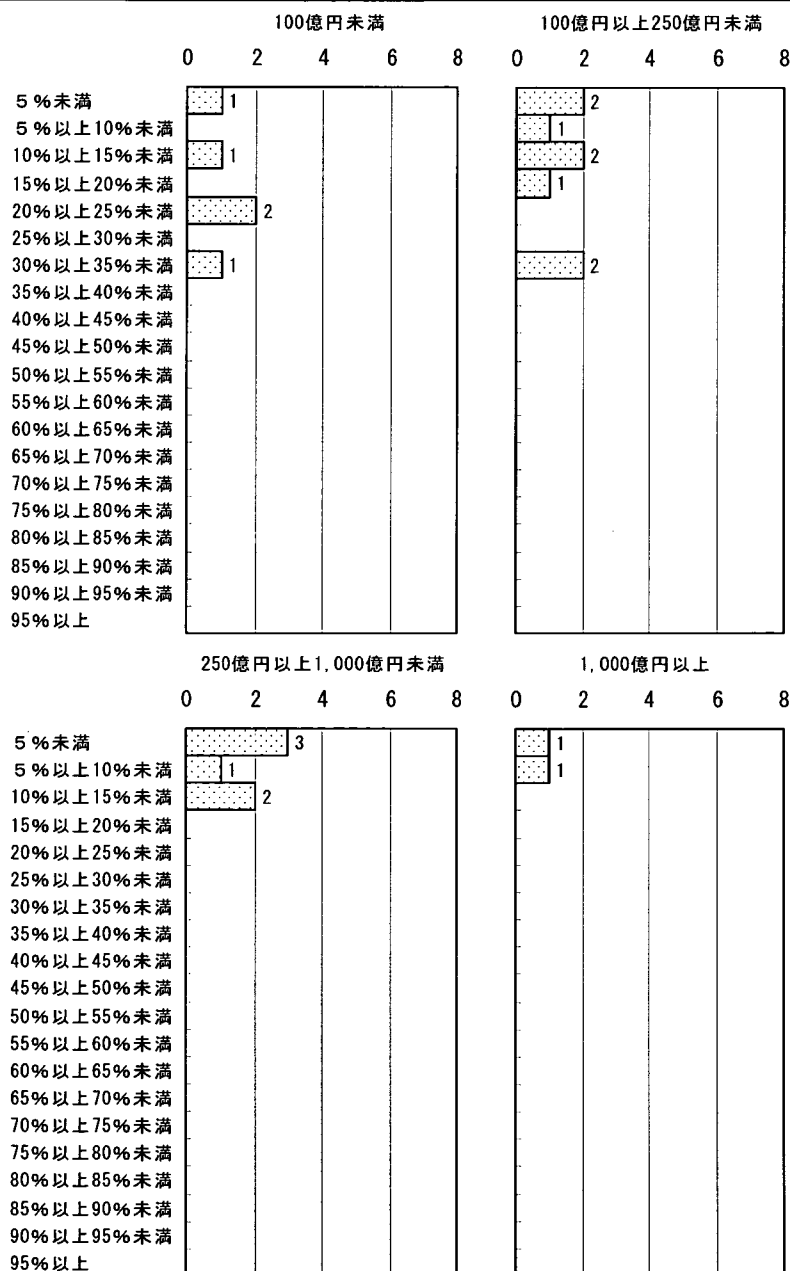 100億円未満 100億円以上250億円未満
0 2 4 6 8 0 2 4 6 8
5%未満 1 2
5%以上10%未満 1
10%以上15%未満 1 2
15%以上20%未満 1
20%以上25%未満 2
25%以上30%未満
30%以上35%未満 1 2
35%以上40%未満
40%以上45%未満
45%以上50%未満
50%以上55%未満
55%以上60%未満
60%以上65%未満
65%以上70%未満
70%以上75%未満
75%以上80%未満
80%以上85%未満
85%以上90%未満
90%以上95%未満
95%以上
250億円以上1,000億円未満 1,000億円以上
0 2 4 6 8 0 2 4 6 8
5%未満 3 1
5%以上10%未満 1 1
10%以上15%未満 2
15%以上20%未満
20%以上25%未満
25%以上30%未満
30%以上35%未満
35%以上40%未満
40%以上45%未満
45%以上50%未満
50%以上55%未満
55%以上60%未満
60%以上65%未満
65%以上70%未満
70%以上75%未満
75%以上80%未満
80%以上85%未満
85%以上90%未満
90%以上95%未満
95%以上